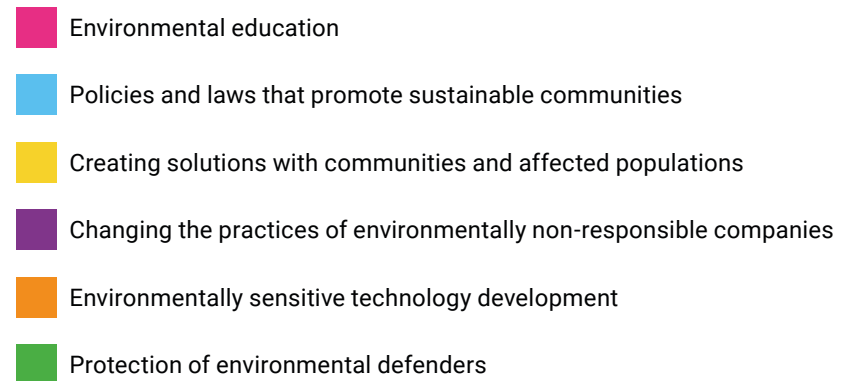 Environmental education
Policies and laws that promote sustainable communities
Creating solutions with communities and affected populations
Changing the practices of environmentally non-responsible companies
Environmentally sensitive technology development
Protection of environmental defenders